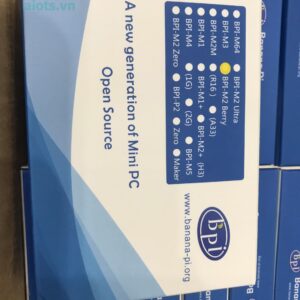 aiots.vn
bpi
www.banana-pi.org
BPI-M64 BPI-M2 Ultra
BPI-M3 BPI-M2 Berry
BPI-M2M (R16) (A33)
BPI-M1 BPI-M1+ BPI-M2+ (H3)
BPI-M4 (1G) (2G) BPI-M5
BPI-M2 Zero BPI-P2 Zero Maker
A new generation of Mini PC
Open Source